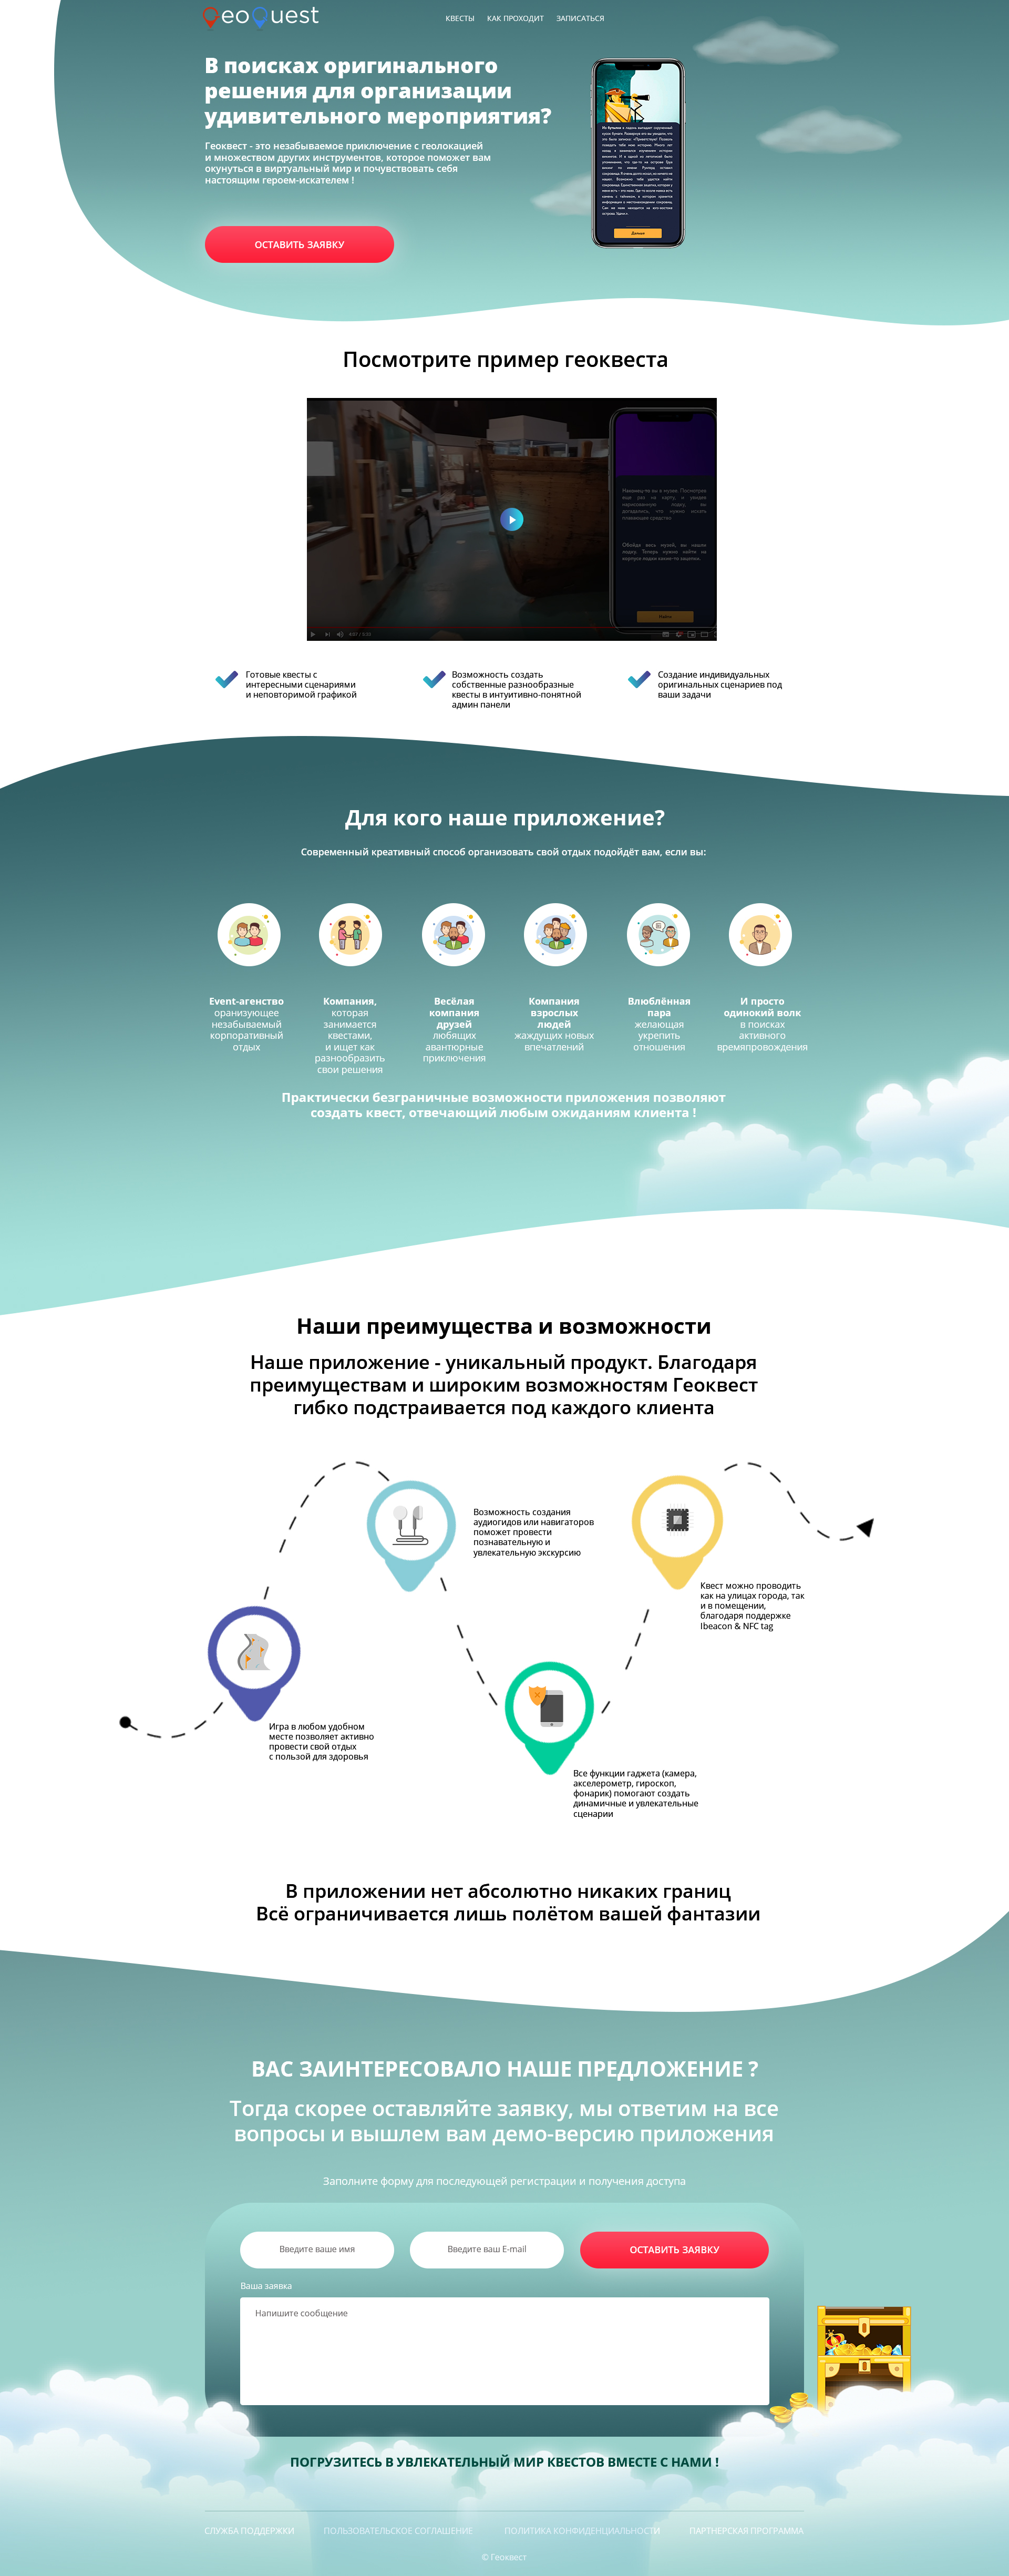 GeoQuest
КВЕСТЫ КАК ПРОХОДИТ ЗАПИСАТЬСЯ
В поисках оригинального
решения для организации
удивительного мероприятия?
Геоквест - это незабываемое приключение с геолокацией
и множеством других инструментов, которое поможет вам
окунуться в виртуальный мир и почувствовать себя
настоящим героем-искателем !
Дальше
ОСТАВИТЬ ЗАЯВКУ
Посмотрите пример геоквеста
Готовые квесты с
интересными сценариями
и неповторимой графикой
Возможность создать
собственные разнообразные
квесты в интуитивно-понятной
админ панели
Создание индивидуальных
оригинальных сценариев под
ваши задачи
Для кого наше приложение?
Современный креативный способ организовать свой отдых подойдёт вам, если вы:
Event-агенство
оранизующее
незабываемый
корпоративный
отдых
Компания,
которая
занимается
квестами,
и ищет как
разнообразить
свои решения
Весёлая
компания
друзей
любящих
авантюрные
приключения
Компания
взрослых
людей
жаждущих новых
впечатлений
Влюблённая
пара
желающая
укрепить
отношения
И просто
одинокий волк
в поисках
активного
времяпровождения
Практически безграничные возможности приложения позволяют
создать квест, отвечающий любым ожиданиям клиента !
Наши преимущества и возможности
Наше приложение - уникальный продукт. Благодаря
преимуществам и широким возможностям Геоквест
гибко подстраивается под каждого клиента
Возможность создания
аудиогидов или навигаторов
поможет провести
познавательную и
увлекательную экскурсию
Квест можно проводить
как на улицах города, так
и в помещении,
благодаря поддержке
Ibeacon & NFC tag
Игра в любом удобном
месте позволяет активно
провести свой отдых
с пользой для здоровья
Все функции гаджета (камера,
акселерометр, гироскоп,
фонарик) помогают создать
динамичные и увлекательные
сценарии
В приложении нет абсолютно никаких границ
Всё ограничивается лишь полётом вашей фантазии
ВАС ЗАИНТЕРЕСОВАЛО НАШЕ ПРЕДЛОЖЕНИЕ ?
Тогда скорее оставляйте заявку, мы ответим на все
вопросы и вышлем вам демо-версию приложения
Заполните форму для последующей регистрации и получения доступа
Введите ваше имя
Введите ваш E-mail
ОСТАВИТЬ ЗАЯВКУ
Ваша заявка
Напишите сообщение
ПОГРУЗИТЕСЬ В УВЛЕКАТЕЛЬНЫЙ МИР КВЕСТОВ ВМЕСТЕ С НАМИ !
СЛУЖБА ПОДДЕРЖКИ ПОЛЬЗОВАТЕЛЬСКОЕ СОГЛАШЕНИЕ ПОЛИТИКА КОНФИДЕНЦИАЛЬНОСТИ ПАРТНЕРСКАЯ ПРОГРАММА
© Геоквест